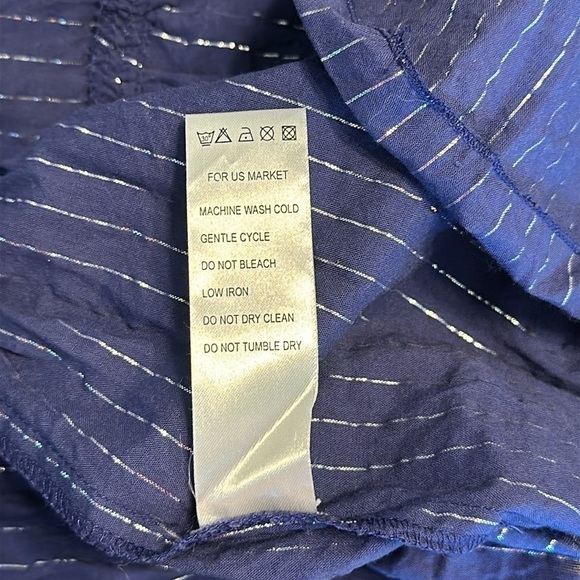 30°
FOR US MARKET
MACHINE WASH COLD
GENTLE CYCLE
DO NOT BLEACH
LOW IRON
DO NOT DRY CLEAN
DO NOT TUMBLE DRY